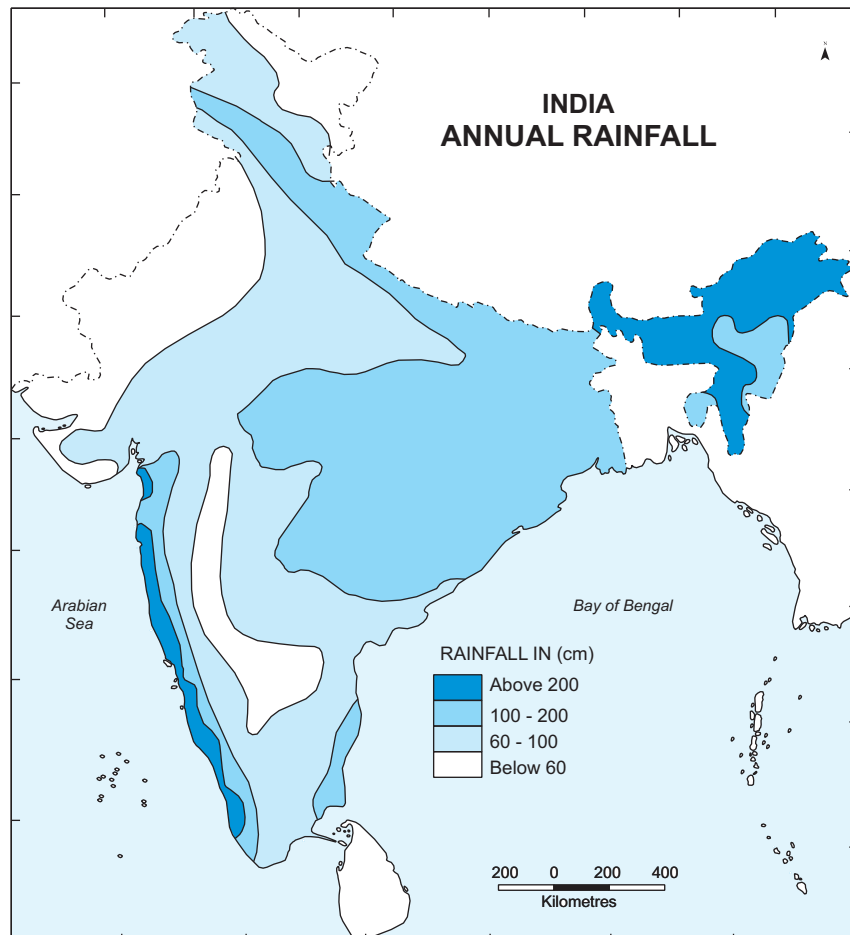 N
INDIA
ANNUAL RAINFALL
Arabian
Sea
Bay of Bengal
RAINFALL IN (cm)
Above 200
100 - 200
60 - 100
Below 60
200 0 200 400
Kilometres